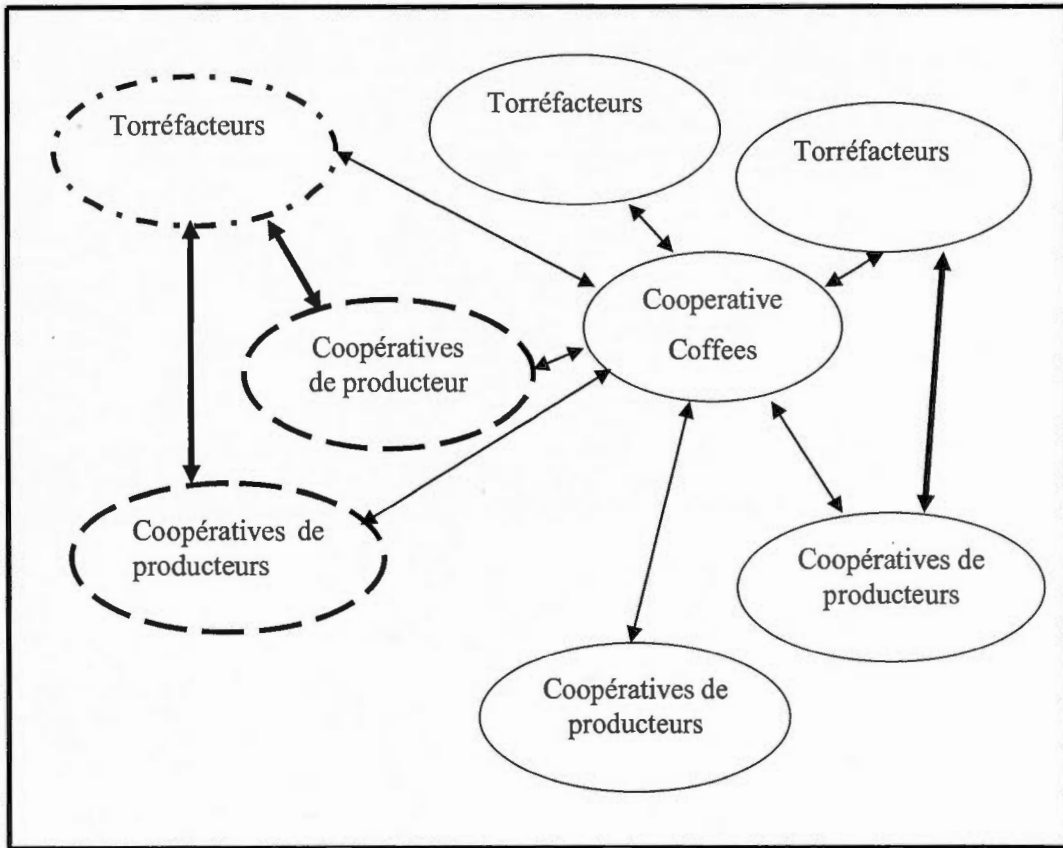 Torréfacteurs
Torréfacteurs
Torréfacteurs
Cooperative
Coffees
Coopératives
de producteur
Coopératives de
producteurs
Coopératives de
producteurs
Coopératives de
producteurs